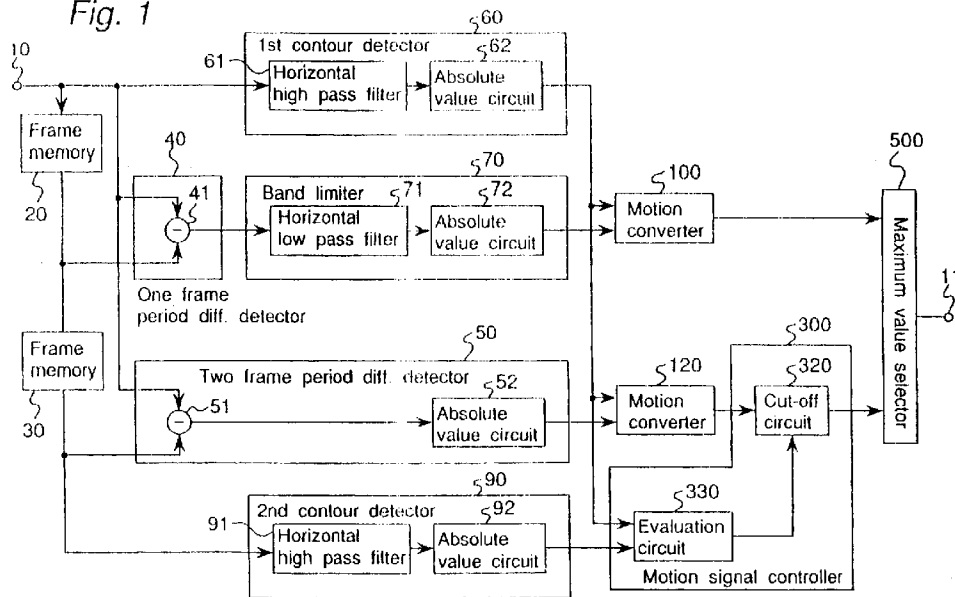 Fig. 1
60
1st contour detector
62
10
61
Horizontal
high pass filter
Absolute
value circuit
Frame
memory
20
40
41
One frame
period diff. detector
70
Band limiter
71
72
Horizontal
low pass filter
Absolute
value circuit
100
Motion
converter
500
Maximum value selector
Frame
memory
30
50
Two frame period diff. detector
52
51
Absolute
value circuit
120
Motion
converter
300
320
Cut-off
circuit
90
2nd contour detector
92
91
Horizontal
high pass filter
Absolute
value circuit
330
Evaluation
circuit
Motion signal controller